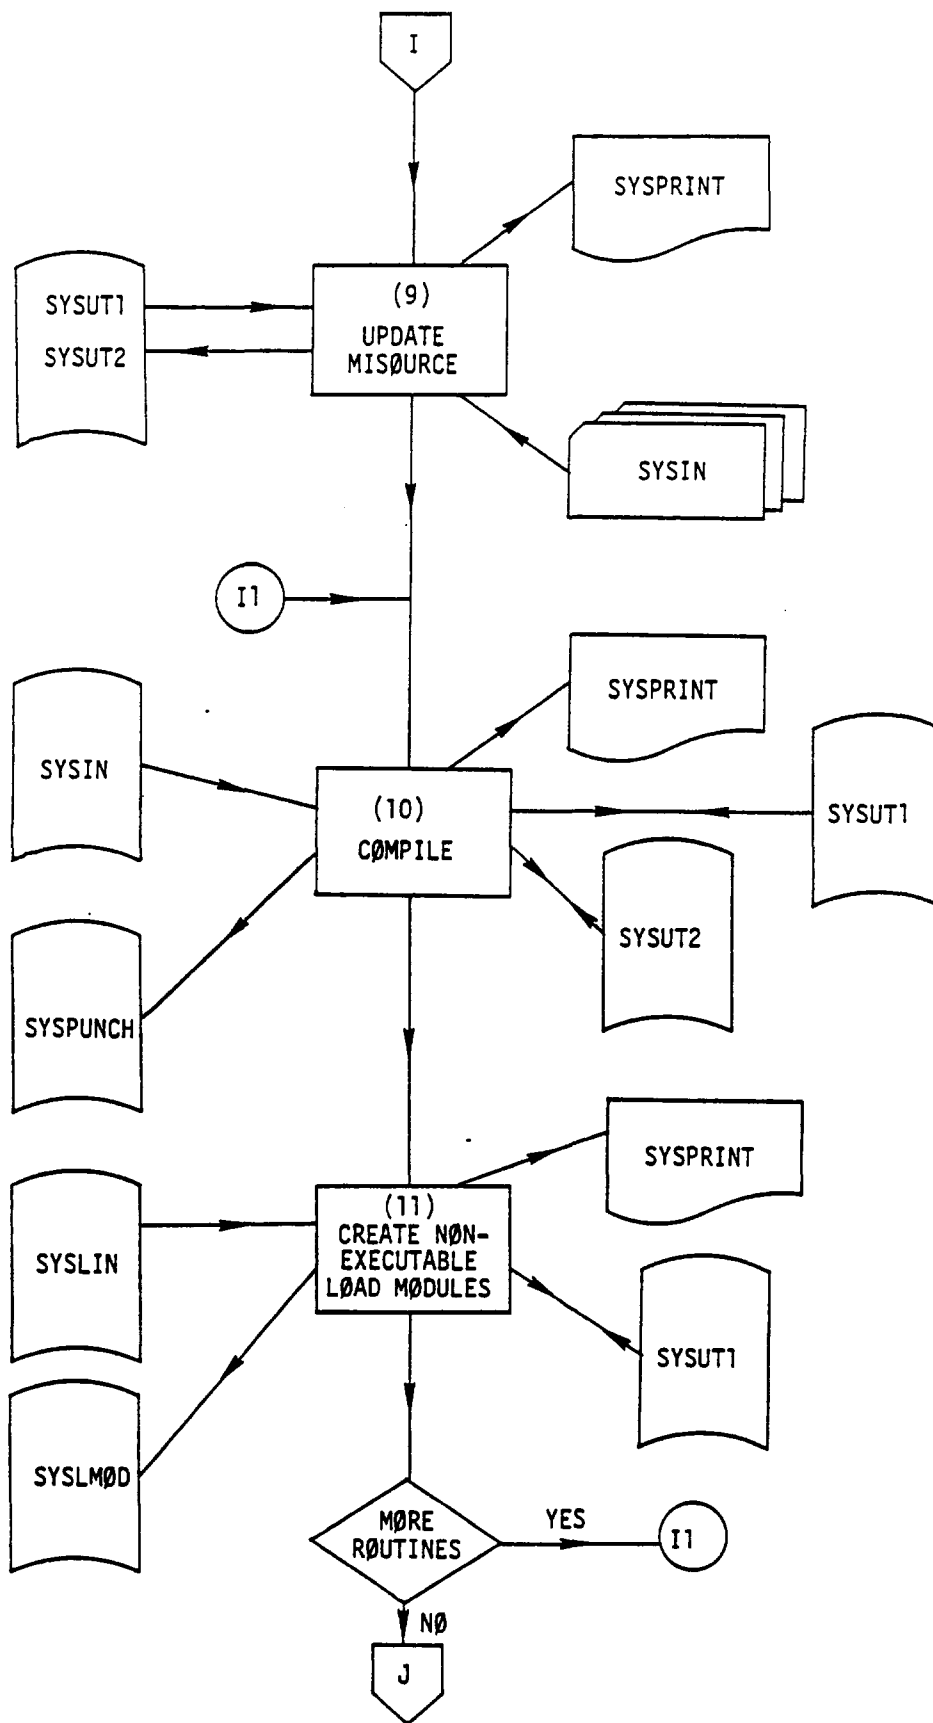 I
SYSPRINT
SYSUT1
SYSUT2
(9)
UPDATE
MISØURCE
SYSIN
I1
SYSPRINT
SYSIN
(10)
CØMPILE
SYSUT1
SYSUT2
SYSPUNCH
SYSPRINT
(11)
CREATE NØN-
EXECUTABLE
LØAD MØDULES
SYSLIN
SYSUT1
SYSLMØD
MØRE
RØUTINES
YES
I1
NØ
J